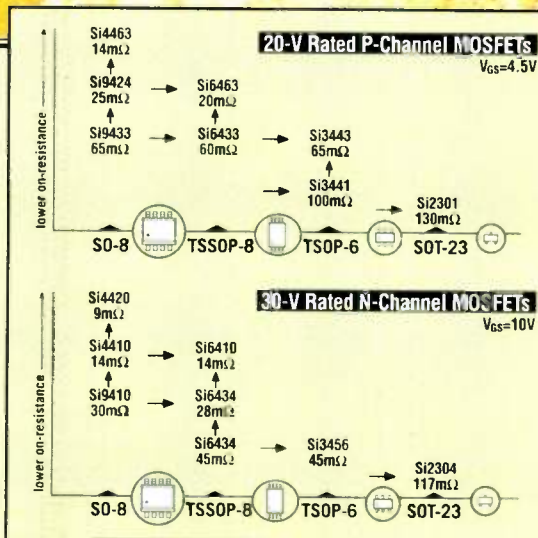 20-V Rated P-Channel MOSFETs
VGS=4.5V
lower on-resistance
Si4463
14mΩ
Si9424
25mΩ
Si6463
20mΩ
Si9433
65mΩ
Si6433
60mΩ
Si3443
65mΩ
Si3441
100mΩ
Si2301
130mΩ
SO-8
TSSOP-8
TSOP-6
SOT-23
30-V Rated N-Channel MOSFETs
VGS=10V
lower on-resistance
Si4420
9mΩ
Si4410
14mΩ
Si6410
14mΩ
Si9410
30mΩ
Si6434
28mΩ
Si6434
45mΩ
Si3456
45mΩ
Si2304
117mΩ
SO-8
TSSOP-8
TSOP-6
SOT-23